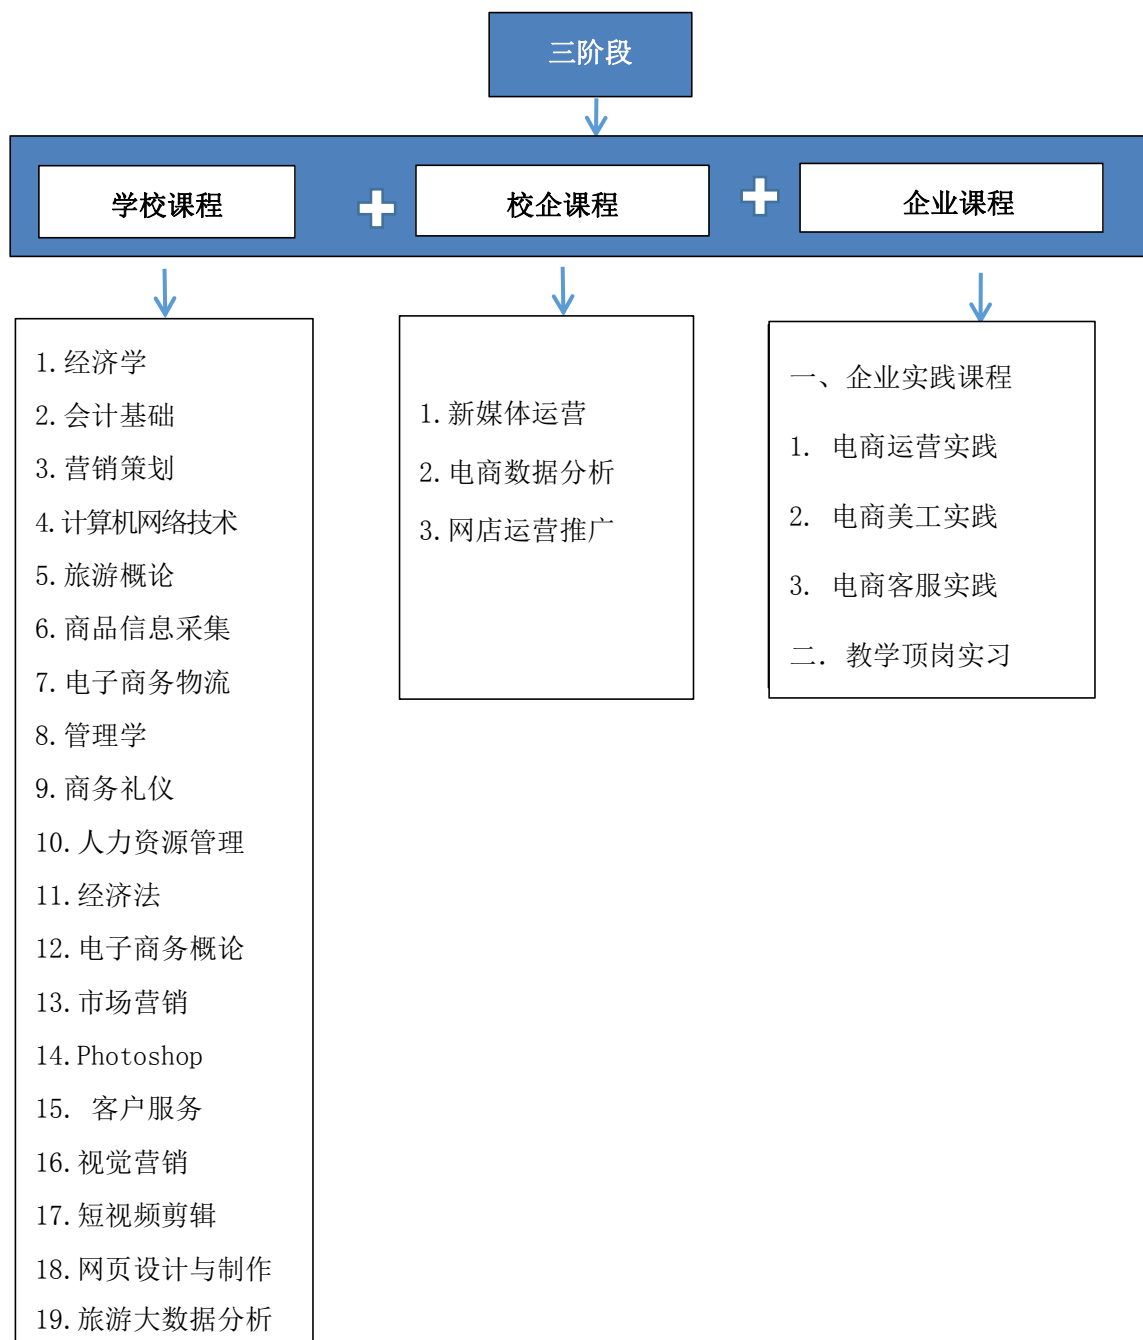 三阶段
学校课程
校企课程
企业课程
1.经济学
2.会计基础
3.营销策划
4.计算机网络技术
5.旅游概论
6.商品信息采集
7.电子商务物流
8.管理学
9.商务礼仪
10.人力资源管理
11.经济法
12.电子商务概论
13.市场营销
14.Photoshop
15. 客户服务
16.视觉营销
17.短视频剪辑
18.网页设计与制作
19.旅游大数据分析
1.新媒体运营
2.电商数据分析
3.网店运营推广
一、企业实践课程
1. 电商运营实践
2. 电商美工实践
3. 电商客服实践
二．教学顶岗实习